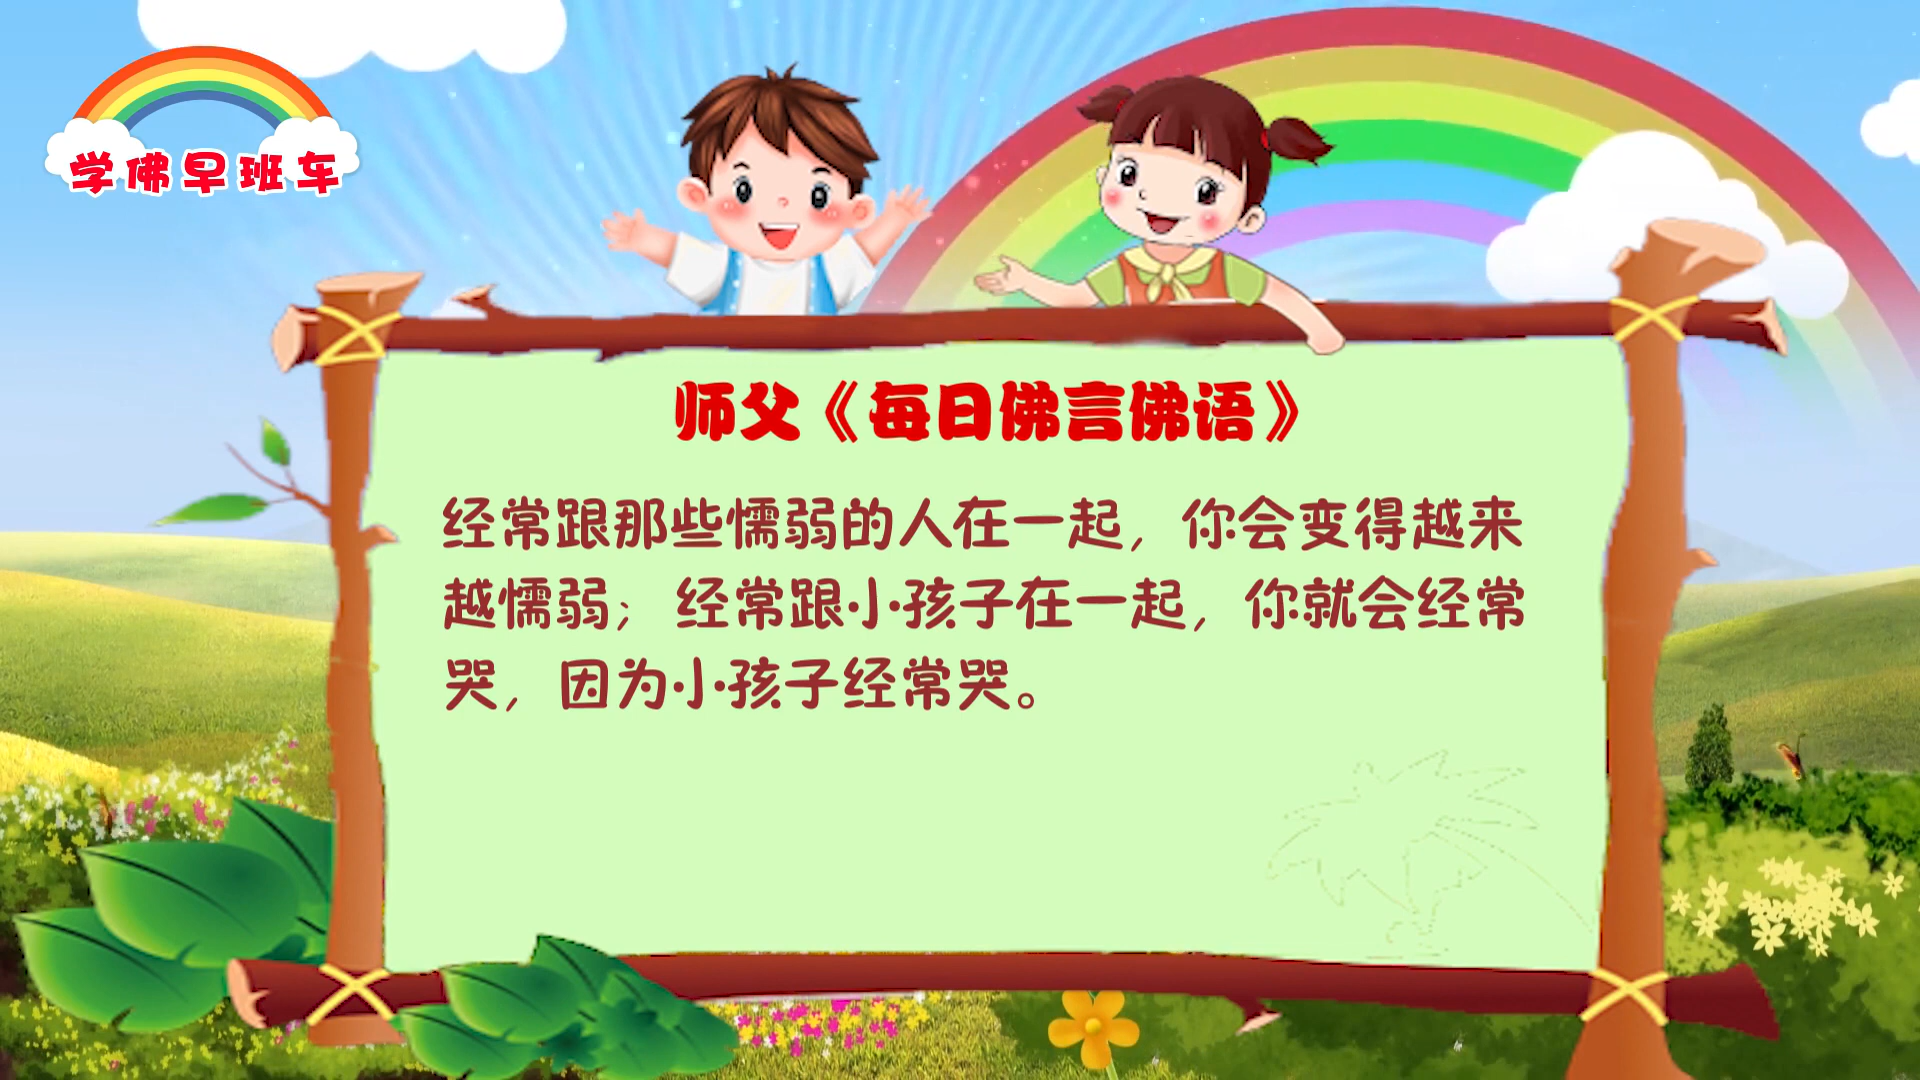 学佛早班车
师父《每日佛言佛语》
经常跟那些懦弱的人在一起，你会变得越来
越懦弱；经常跟小孩子在一起，你就会经常
哭，因为小孩子经常哭。